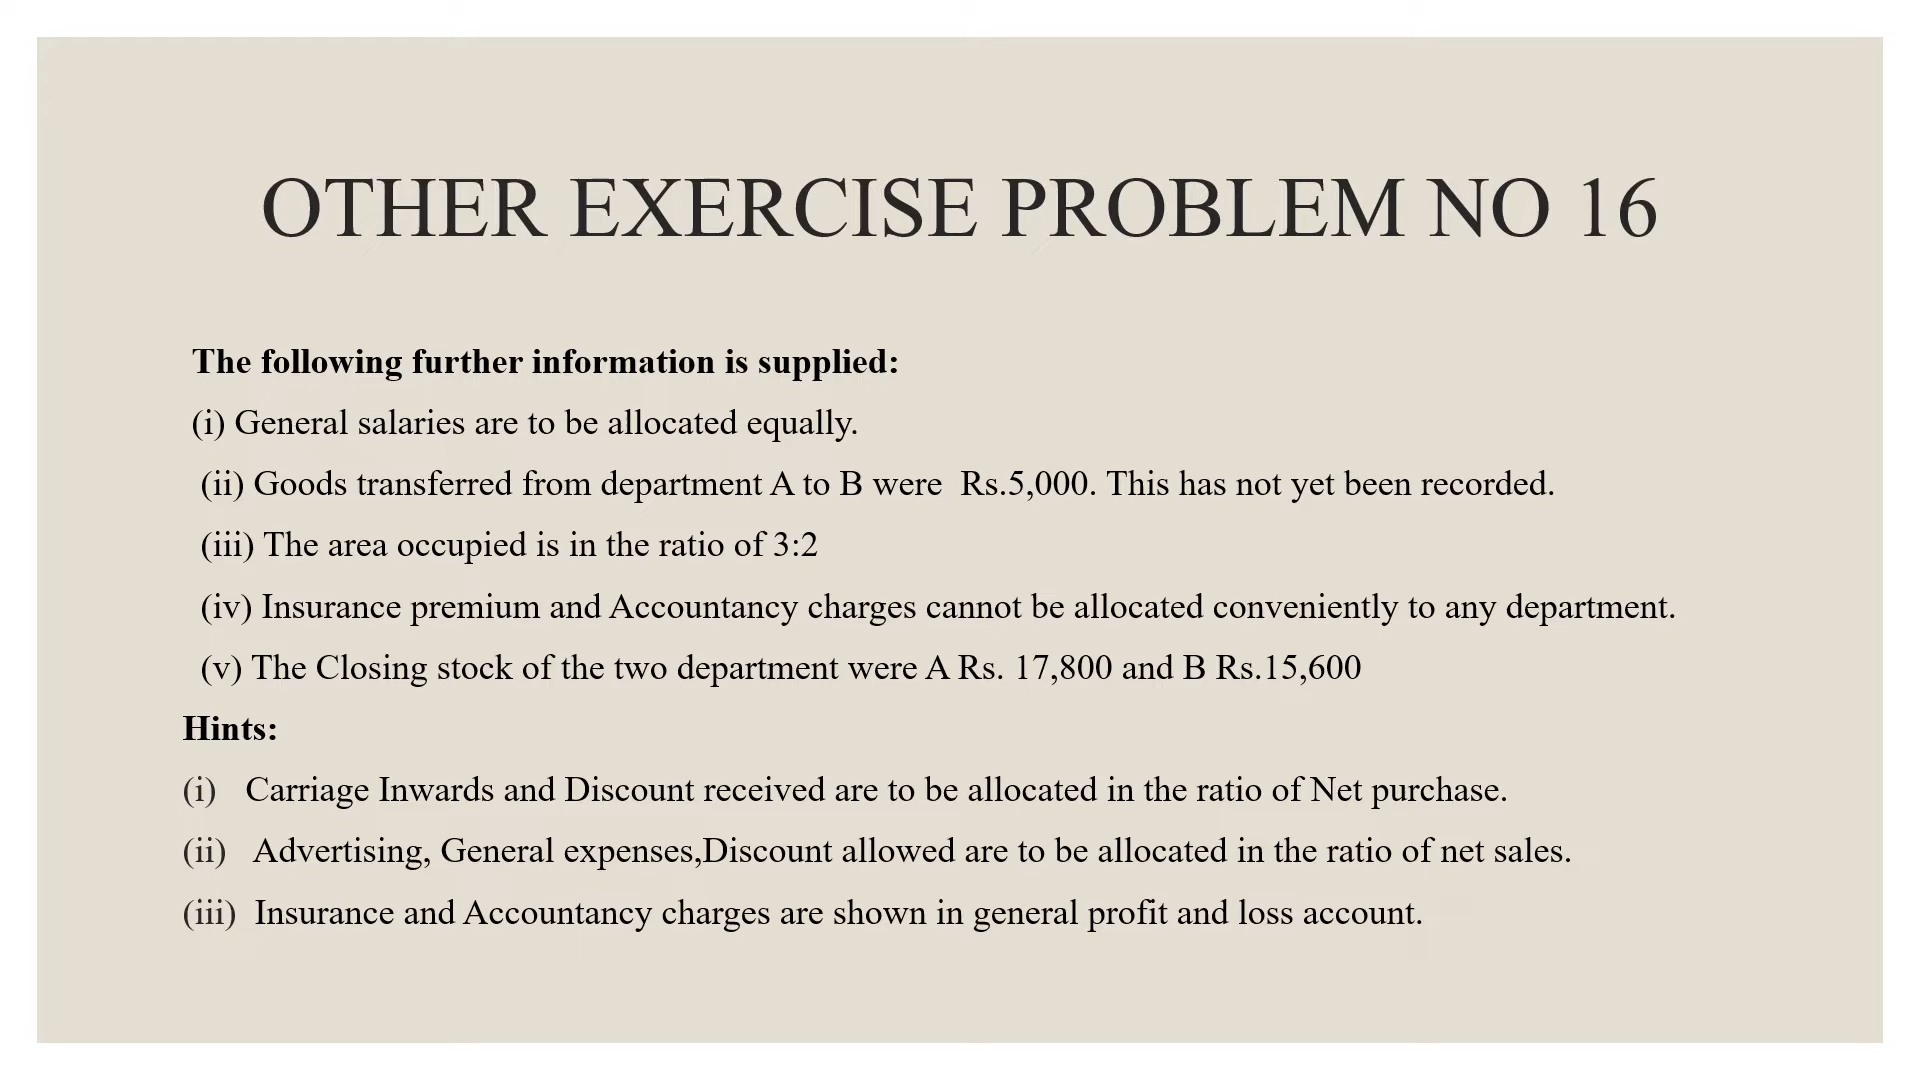 OTHER EXERCISE PROBLEM NO 16
The following further information is supplied:
(i) General salaries are to be allocated equally.
(ii) Goods transferred from department A to B were  Rs.5,000. This has not yet been recorded.
(iii) The area occupied is in the ratio of 3:2
(iv) Insurance premium and Accountancy charges cannot be allocated conveniently to any department.
(v) The Closing stock of the two department were A Rs. 17,800 and B Rs.15,600
Hints:
(i) Carriage Inwards and Discount received are to be allocated in the ratio of Net purchase.
(ii) Advertising, General expenses,Discount allowed are to be allocated in the ratio of net sales.
(iii) Insurance and Accountancy charges are shown in general profit and loss account.